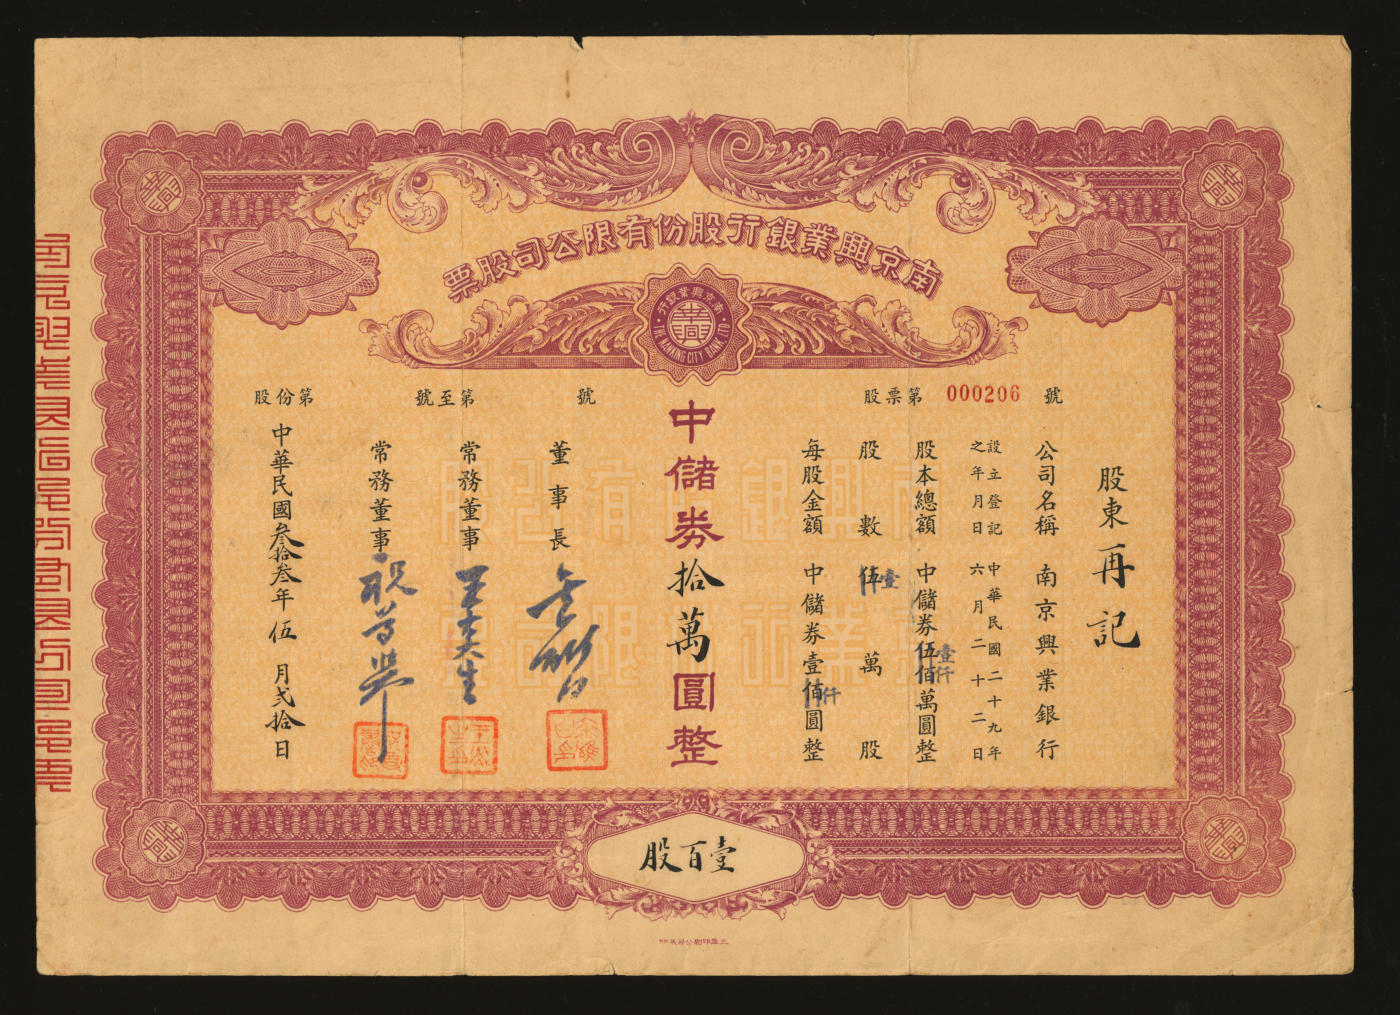 南京興業銀行股份有限公司股票
南京興業銀行
THE NANKING CITY BANK LTD
股票第 000206 號
股份第 號至第 號
股東 再記
公司名稱 南京興業銀行
設立登記之年月日 中華民國二十九年六月二十二日
股本總額 中儲券伍佰萬圓整
壹仟
股數 伍仟萬股
壹
每股金額 中儲券壹佰圓整
仟
中儲券拾萬圓整
董事長
常務董事
常務董事
中華民國叁拾叁年伍月弍拾日
壹百股